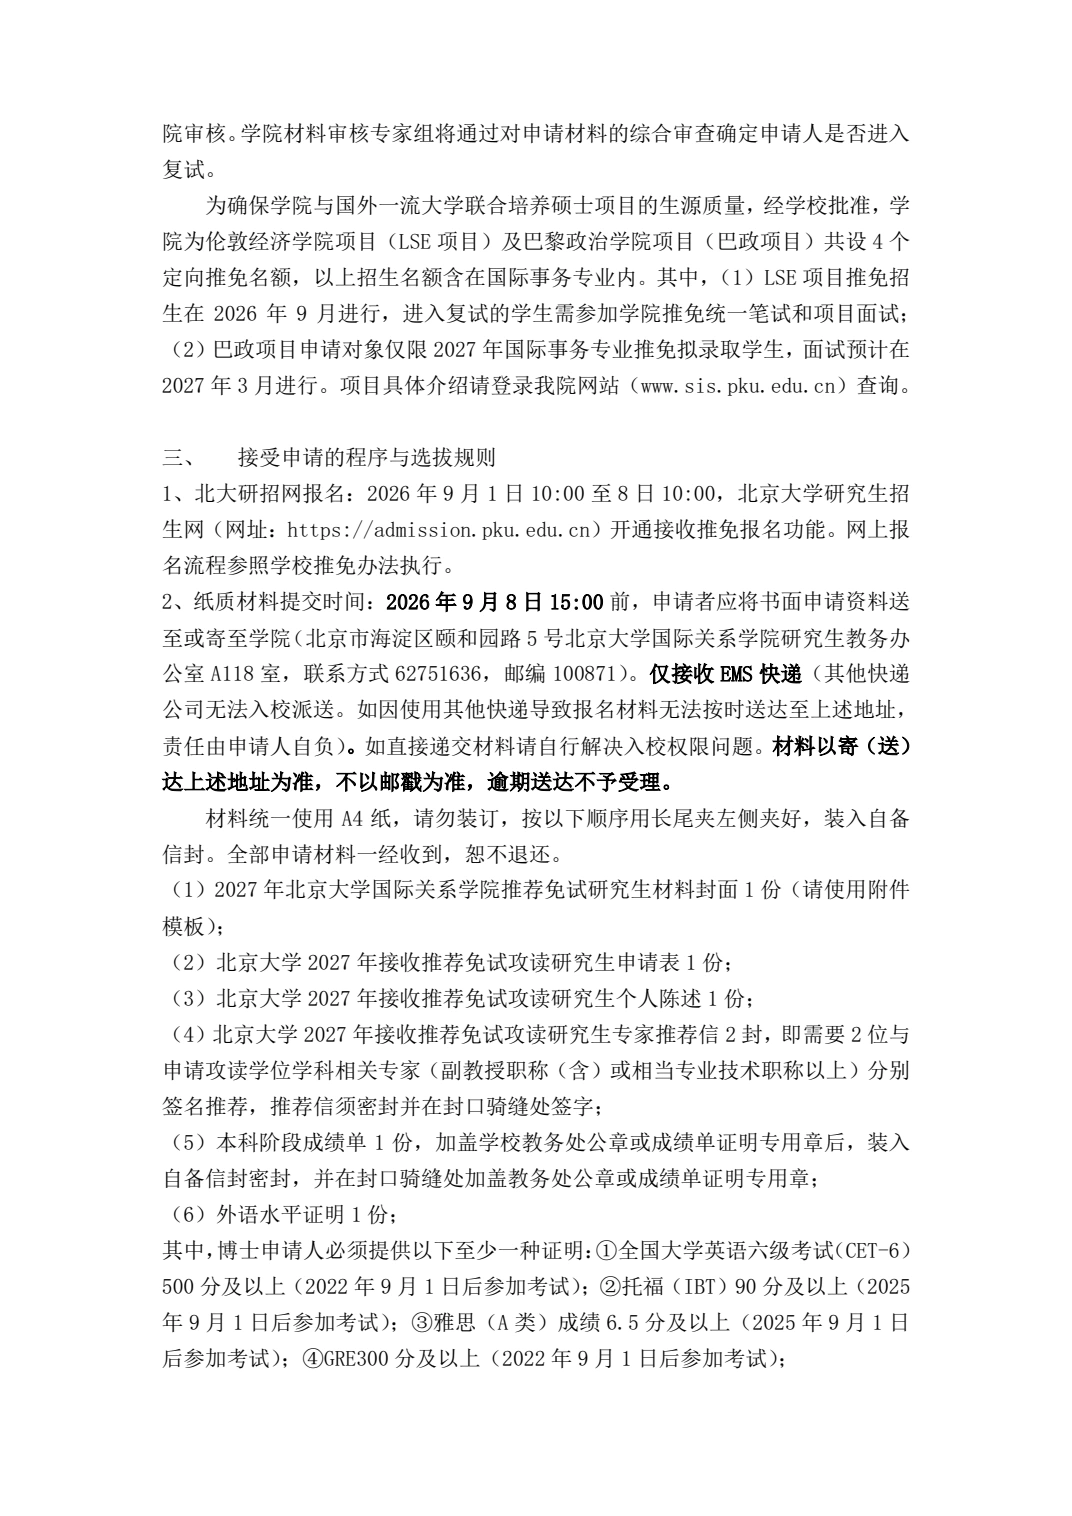 院审核。学院材料审核专家组将通过对申请材料的综合审查确定申请人是否进入
复试。
为确保学院与国外一流大学联合培养硕士项目的生源质量，经学校批准，学
院为伦敦经济学院项目（LSE 项目）及巴黎政治学院项目（巴政项目）共设 4 个
定向推免名额，以上招生名额含在国际事务专业内。其中，（1）LSE 项目推免招
生在 2026 年 9 月进行，进入复试的学生需参加学院推免统一笔试和项目面试；
（2）巴政项目申请对象仅限 2027 年国际事务专业推免拟录取学生，面试预计在
2027 年 3 月进行。项目具体介绍请登录我院网站（www.sis.pku.edu.cn）查询。
三、 接受申请的程序与选拔规则
1、北大研招网报名：2026 年 9 月 1 日 10:00 至 8 日 10:00，北京大学研究生招
生网（网址：https://admission.pku.edu.cn）开通接收推免报名功能。网上报
名流程参照学校推免办法执行。
2、纸质材料提交时间：2026 年 9 月 8 日 15:00 前，申请者应将书面申请资料送
至或寄至学院（北京市海淀区颐和园路 5 号北京大学国际关系学院研究生教务办
公室 A118 室，联系方式 62751636，邮编 100871）。仅接收 EMS 快递（其他快递
公司无法入校派送。如因使用其他快递导致报名材料无法按时送达至上述地址，
责任由申请人自负）。如直接递交材料请自行解决入校权限问题。材料以寄（送）
达上述地址为准，不以邮戳为准，逾期送达不予受理。
材料统一使用 A4 纸，请勿装订，按以下顺序用长尾夹左侧夹好，装入自备
信封。全部申请材料一经收到，恕不退还。
（1）2027 年北京大学国际关系学院推荐免试研究生材料封面 1 份（请使用附件
模板）；
（2）北京大学 2027 年接收推荐免试攻读研究生申请表 1 份；
（3）北京大学 2027 年接收推荐免试攻读研究生个人陈述 1 份；
（4）北京大学 2027 年接收推荐免试攻读研究生专家推荐信 2 封，即需要 2 位与
申请攻读学位学科相关专家（副教授职称（含）或相当专业技术职称以上）分别
签名推荐，推荐信须密封并在封口骑缝处签字；
（5）本科阶段成绩单 1 份，加盖学校教务处公章或成绩单证明专用章后，装入
自备信封密封，并在封口骑缝处加盖教务处公章或成绩单证明专用章；
（6）外语水平证明 1 份；
其中，博士申请人必须提供以下至少一种证明：①全国大学英语六级考试（CET-6）
500 分及以上（2022 年 9 月 1 日后参加考试）；②托福（IBT）90 分及以上（2025
年 9 月 1 日后参加考试）；③雅思（A 类）成绩 6.5 分及以上（2025 年 9 月 1 日
后参加考试）；④GRE300 分及以上（2022 年 9 月 1 日后参加考试）；